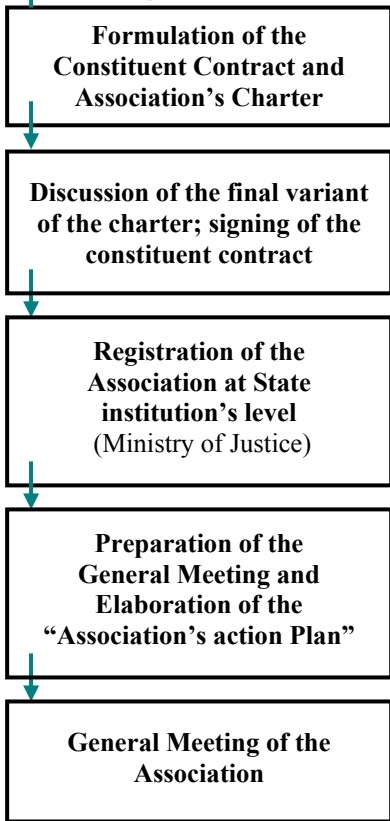 Formulation of the
Constituent Contract and
Association’s Charter
Discussion of the final variant
of the charter; signing of the
constituent contract
Registration of the
Association at State
institution’s level
(Ministry of Justice)
Preparation of the
General Meeting and
Elaboration of the
“Association’s action Plan”
General Meeting of the
Association